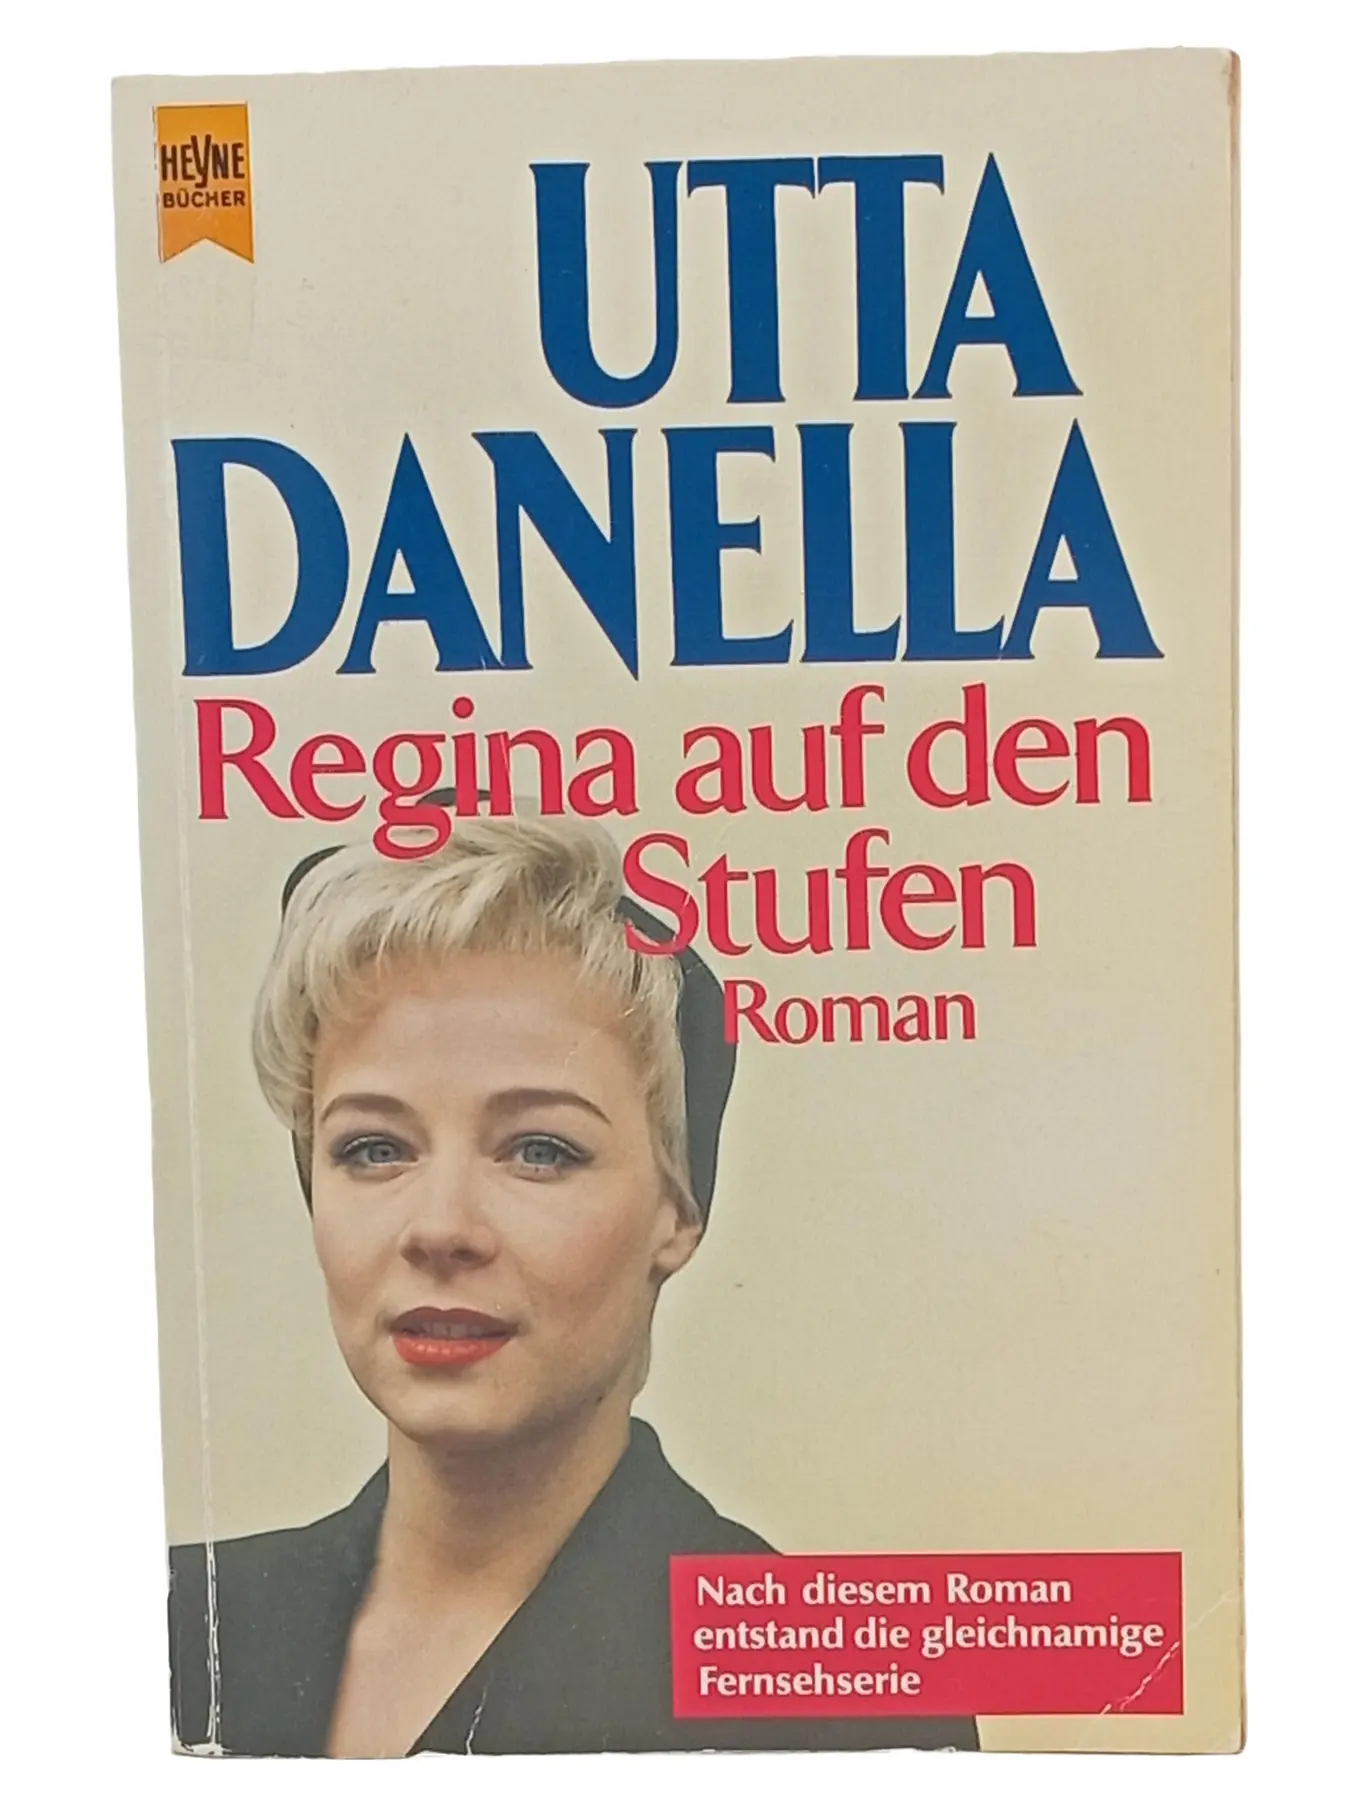 HEYNE
BÜCHER
UTTA
DANELLA
Regina auf den
Stufen
Roman
Nach diesem Roman
entstand die gleichnamige
Fernsehserie